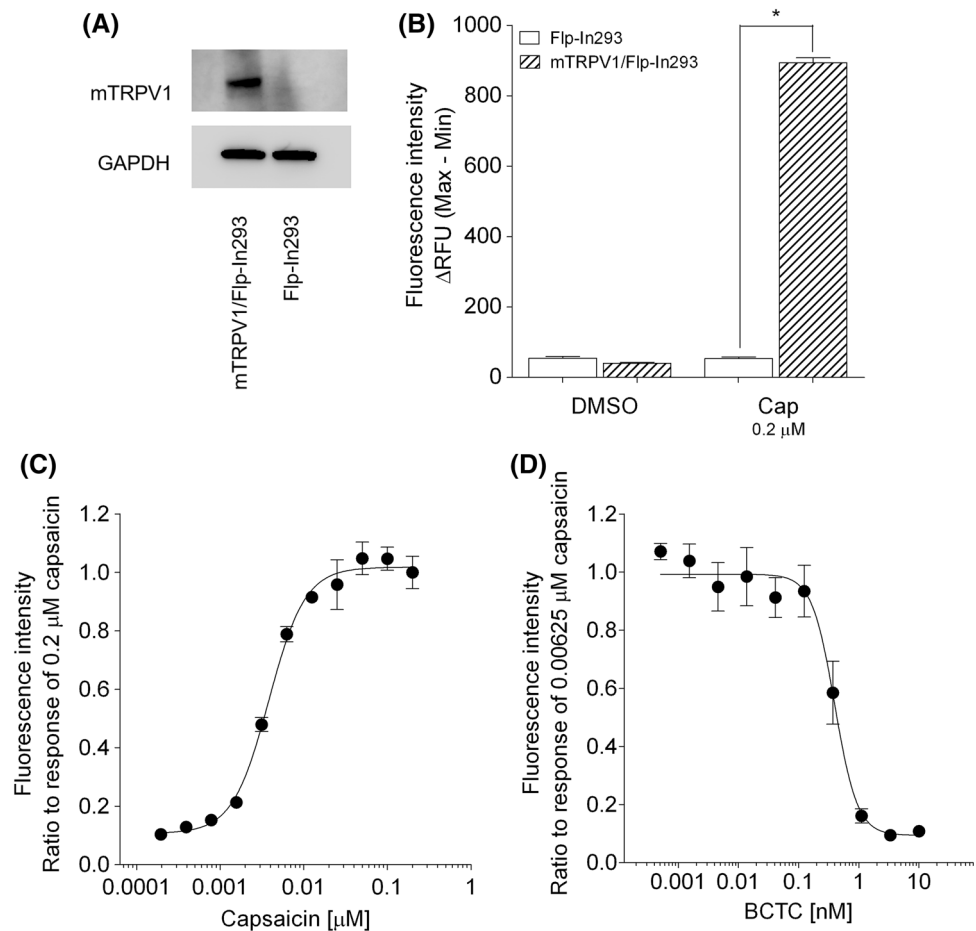 (A)
mTRPV1
GAPDH
mTRPV1/Flp-In293
Flp-In293
(B)
Fluorescence intensity
ΔRFU (Max - Min)
1000
800
600
400
200
0
Flp-In293
mTRPV1/Flp-In293
*
DMSO
Cap
0.2 μM
(C)
Fluorescence intensity
Ratio to response of 0.2 μM capsaicin
1.2
1.0
0.8
0.6
0.4
0.2
0.0
0.0001 0.001 0.01 0.1 1
Capsaicin [μM]
(D)
Fluorescence intensity
Ratio to response of 0.00625 μM capsaicin
1.2
1.0
0.8
0.6
0.4
0.2
0.0
0.001 0.01 0.1 1 10
BCTC [nM]